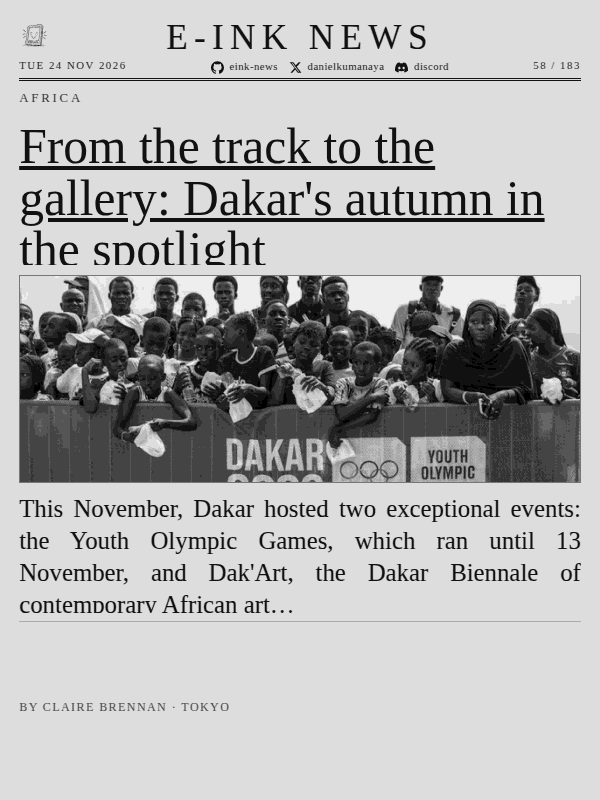 E-INK NEWS
TUE 24 NOV 2026
eink-news danielkumanaya discord
58 / 183
AFRICA
From the track to the
gallery: Dakar's autumn in
the spotlight
DAKAR
YOUTH
OLYMPIC
This November, Dakar hosted two exceptional events:
the Youth Olympic Games, which ran until 13
November, and Dak'Art, the Dakar Biennale of
contemporary African art…
BY CLAIRE BRENNAN · TOKYO